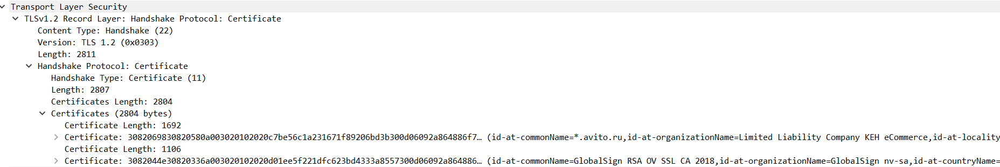 Transport Layer Security
TLSv1.2 Record Layer: Handshake Protocol: Certificate
Content Type: Handshake (22)
Version: TLS 1.2 (0x0303)
Length: 2811
Handshake Protocol: Certificate
Handshake Type: Certificate (11)
Length: 2807
Certificates Length: 2804
Certificates (2804 bytes)
Certificate Length: 1692
Certificate: 3082069830820580a003020102020c7be56c1a231671f89206bd3b300d06092a864886f7… (id-at-commonName=*.avito.ru,id-at-organizationName=Limited Liability Company KEH eCommerce,id-at-locality
Certificate Length: 1106
Certificate: 3082044e30820336a003020102020d01ee5f221dfc623bd4333a8557300d06092a864886… (id-at-commonName=GlobalSign RSA OV SSL CA 2018,id-at-organizationName=GlobalSign nv-sa,id-at-countryName=